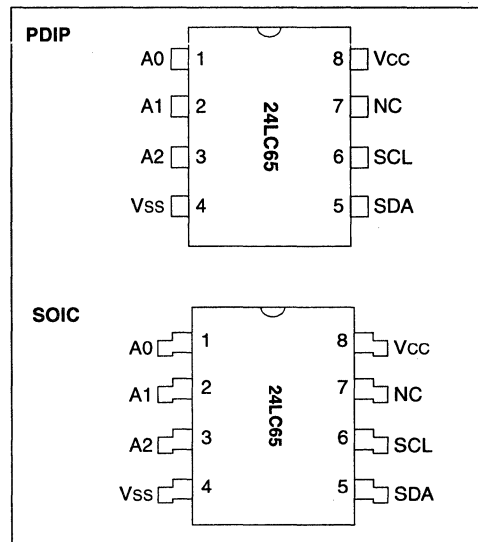 PDIP
A0 1 8 VCC
A1 2 7 NC
24LC65
A2 3 6 SCL
VSS 4 5 SDA
SOIC
A0 1 8 VCC
A1 2 7 NC
24LC65
A2 3 6 SCL
VSS 4 5 SDA